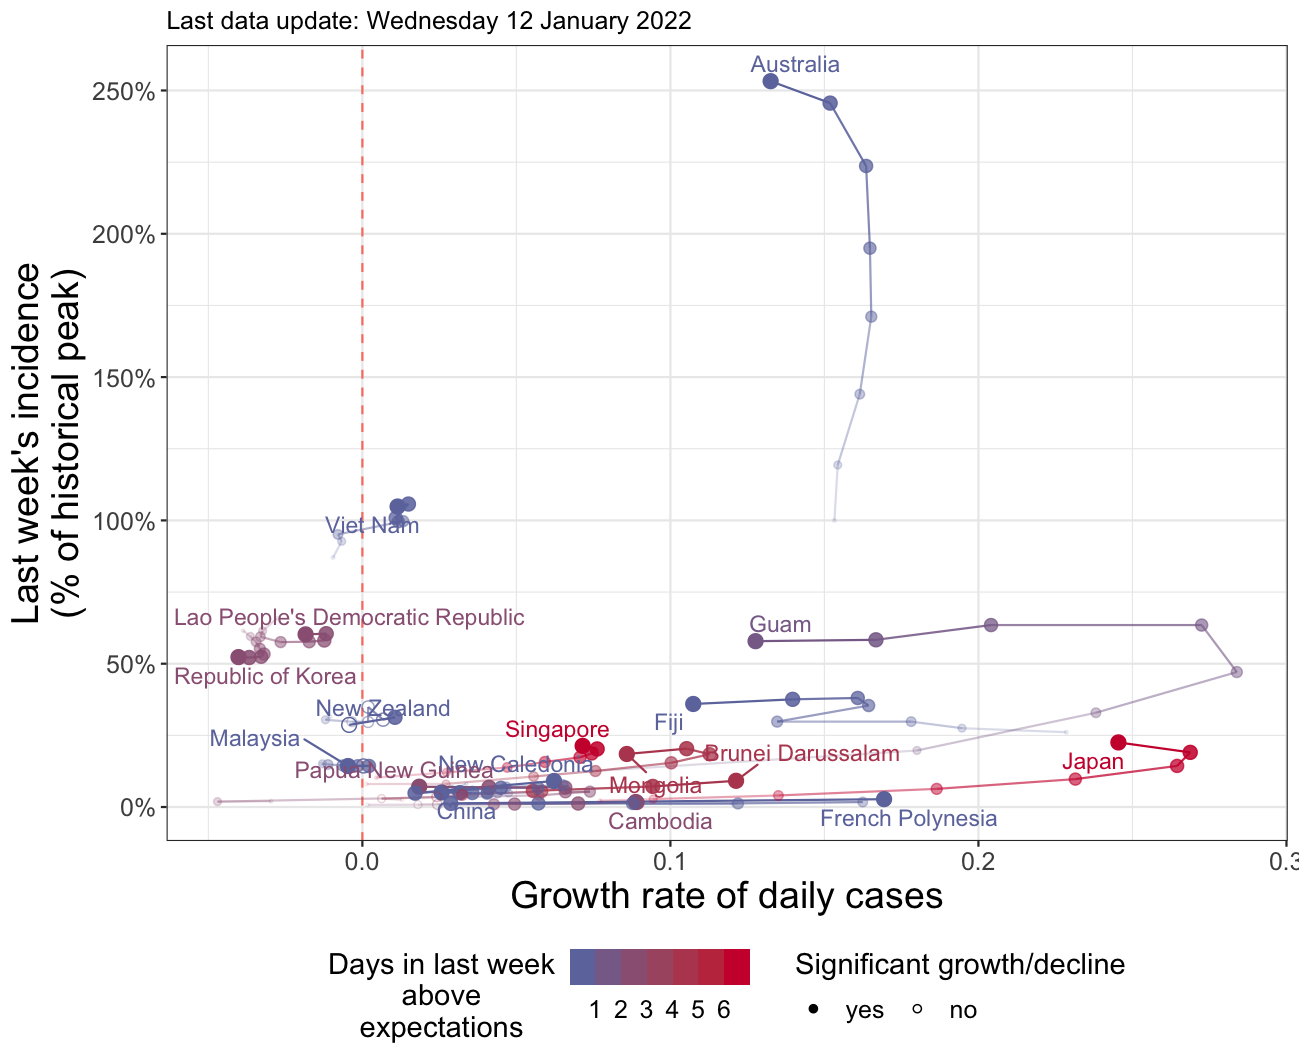 Last data update: Wednesday 12 January 2022
Last week's incidence
(% of historical peak)
250%
200%
150%
100%
50%
0%
Australia
Viet Nam
Lao People's Democratic Republic
Guam
Republic of Korea
New Zealand
Fiji
Singapore
Malaysia
Brunei Darussalam
Japan
New Caledonia
Papua New Guinea
Mongolia
China
Cambodia
French Polynesia
0.0
0.1
0.2
0.3
Growth rate of daily cases
Days in last week
above
expectations
1 2 3 4 5 6
Significant growth/decline
yes
no